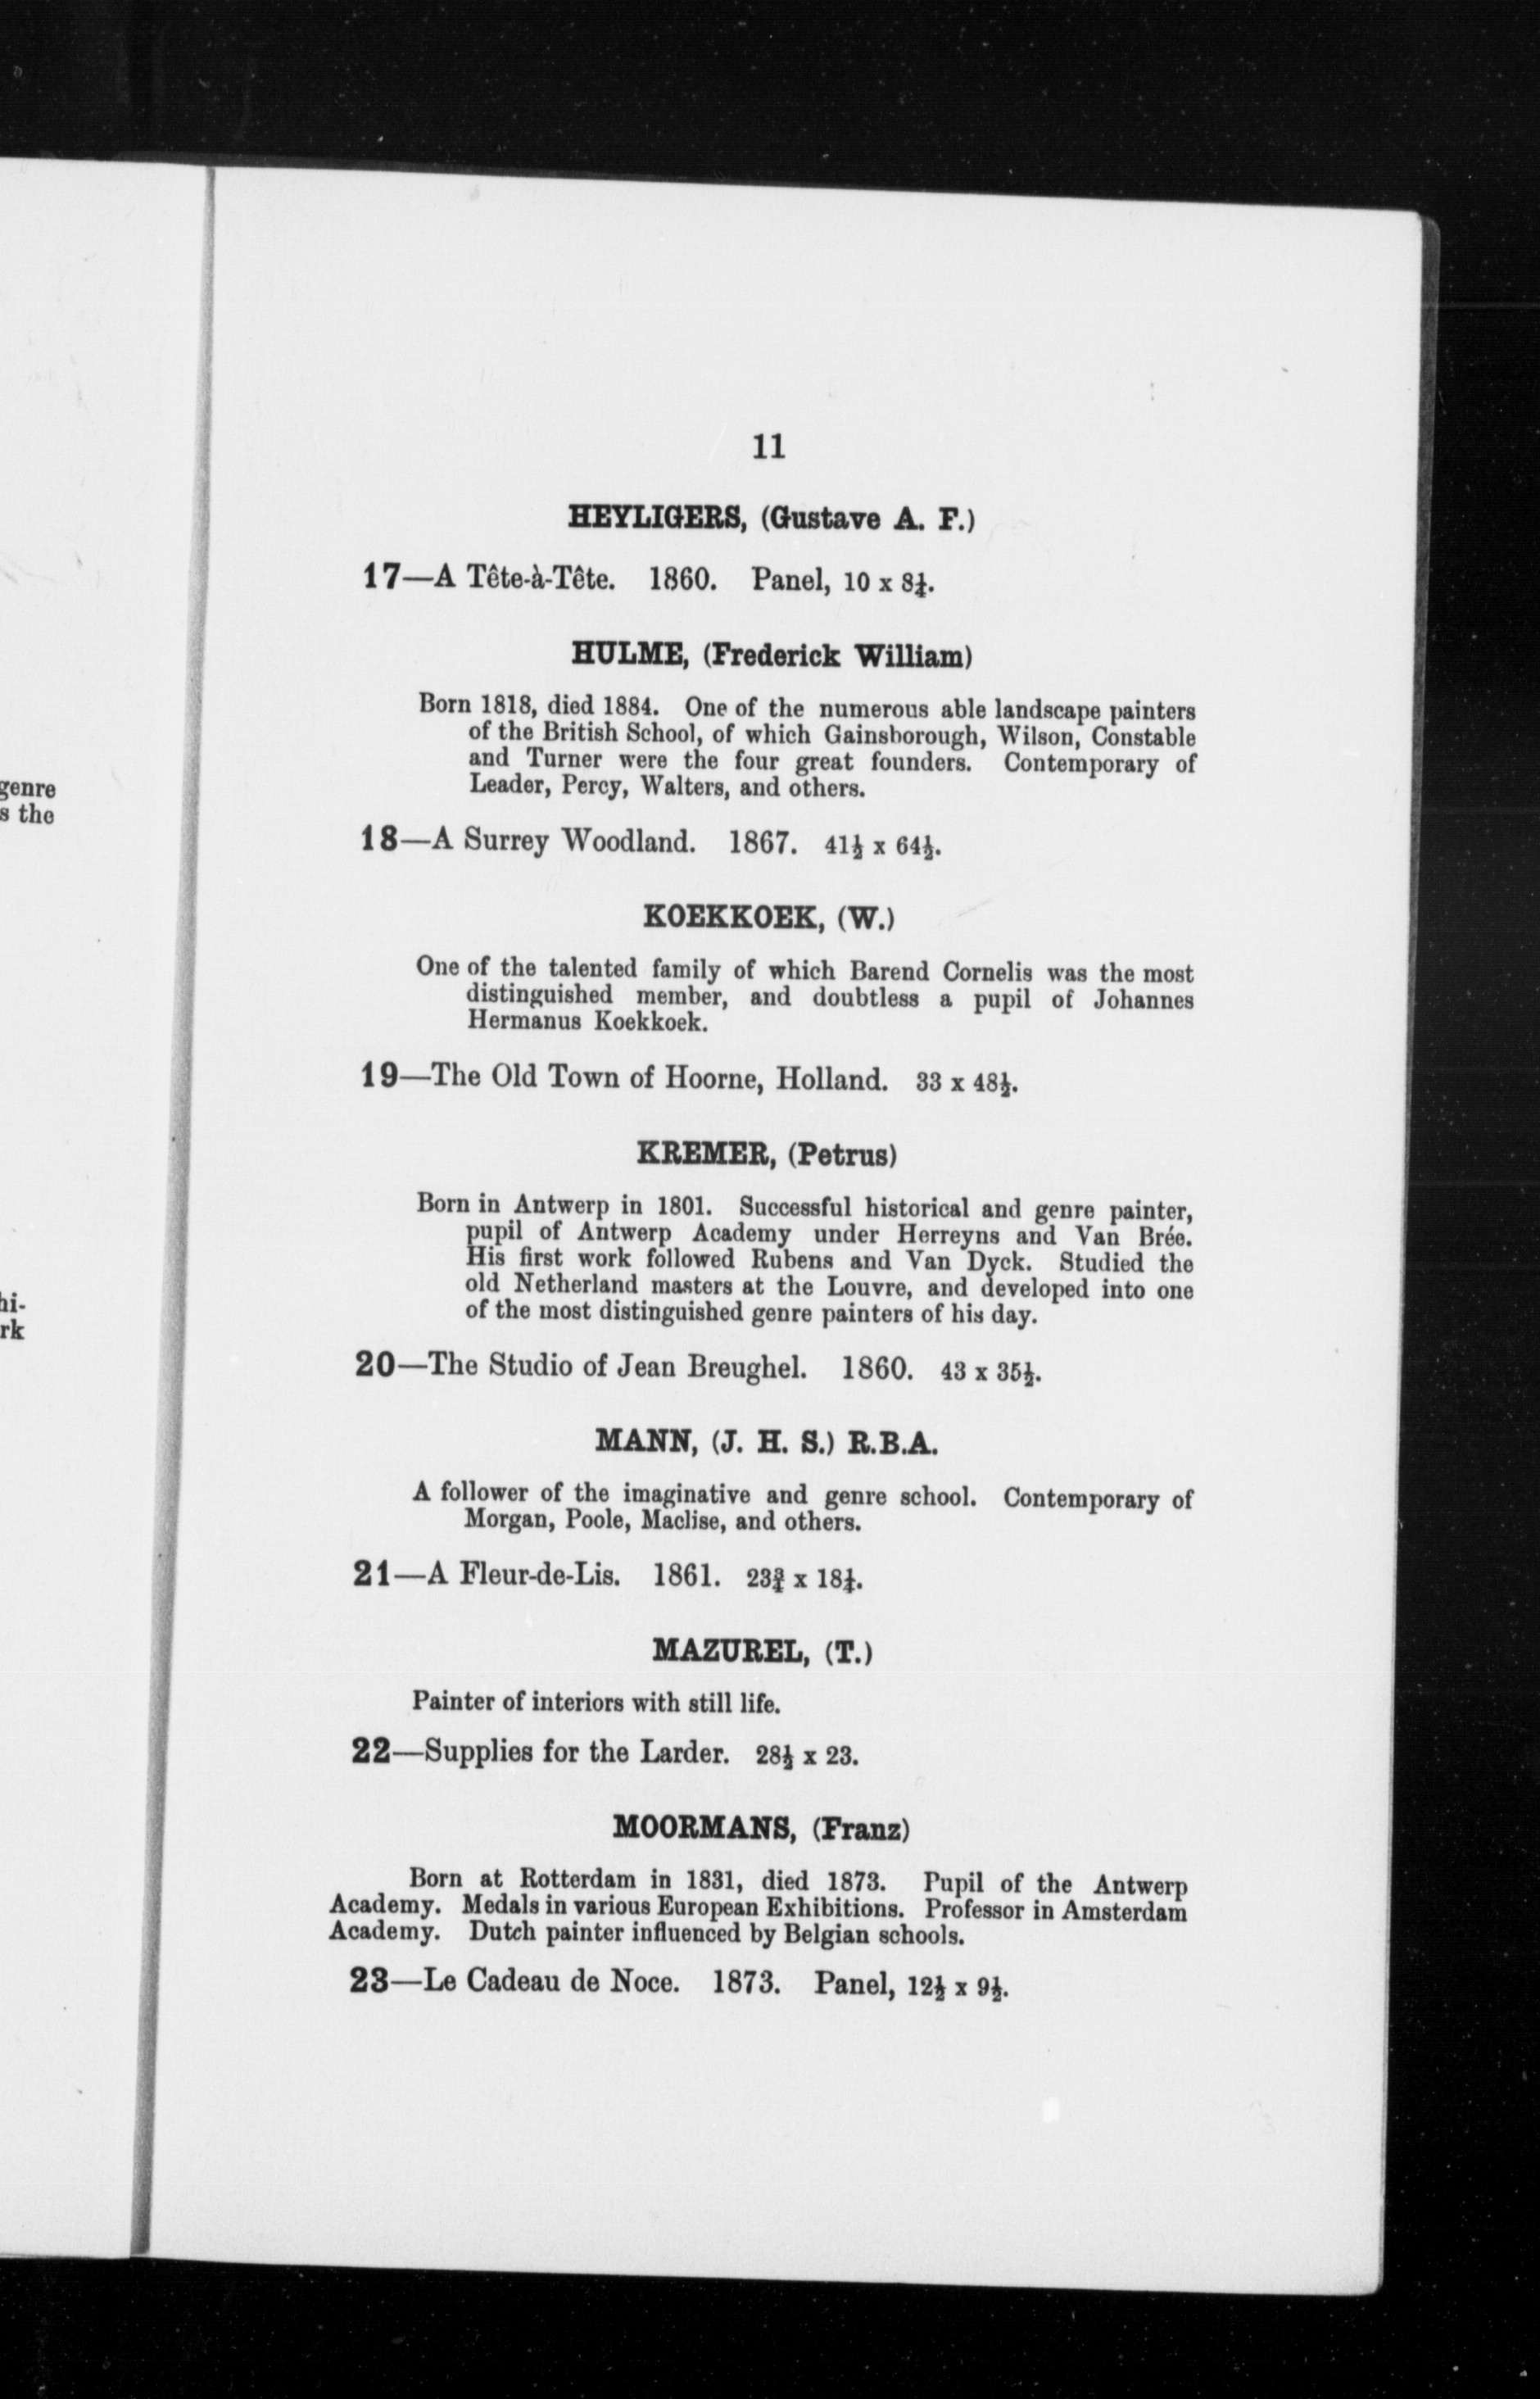 genre
s the
hi-
rk
11
HEYLIGERS, (Gustave A. F.)
17—A Tête-à-Tête. 1860. Panel, 10 x 8¼.
HULME, (Frederick William)
Born 1818, died 1884. One of the numerous able landscape painters
of the British School, of which Gainsborough, Wilson, Constable
and Turner were the four great founders. Contemporary of
Leader, Percy, Walters, and others.
18—A Surrey Woodland. 1867. 41½ x 64½.
KOEKKOEK, (W.)
One of the talented family of which Barend Cornelis was the most
distinguished member, and doubtless a pupil of Johannes
Hermanus Koekkoek.
19—The Old Town of Hoorne, Holland. 33 x 48½.
KREMER, (Petrus)
Born in Antwerp in 1801. Successful historical and genre painter,
pupil of Antwerp Academy under Herreyns and Van Brée.
His first work followed Rubens and Van Dyck. Studied the
old Netherland masters at the Louvre, and developed into one
of the most distinguished genre painters of his day.
20—The Studio of Jean Breughel. 1860. 43 x 35½.
MANN, (J. H. S.) R.B.A.
A follower of the imaginative and genre school. Contemporary of
Morgan, Poole, Maclise, and others.
21—A Fleur-de-Lis. 1861. 23¾ x 18¼.
MAZUREL, (T.)
Painter of interiors with still life.
22—Supplies for the Larder. 28½ x 23.
MOORMANS, (Franz)
Born at Rotterdam in 1831, died 1873. Pupil of the Antwerp
Academy. Medals in various European Exhibitions. Professor in Amsterdam
Academy. Dutch painter influenced by Belgian schools.
23—Le Cadeau de Noce. 1873. Panel, 12½ x 9½.